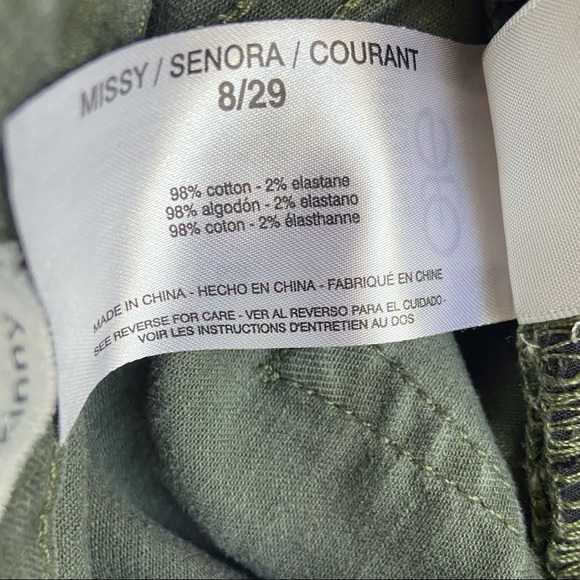 MISSY / SENORA / COURANT
8/29
98% cotton - 2% elastane
98% algodón - 2% elastano
98% coton - 2% élasthanne
MADE IN CHINA - HECHO EN CHINA - FABRIQUÉ EN CHINE
SEE REVERSE FOR CARE - VER AL REVERSO PARA EL CUIDADO -
VOIR LES INSTRUCTIONS D'ENTRETIEN AU DOS